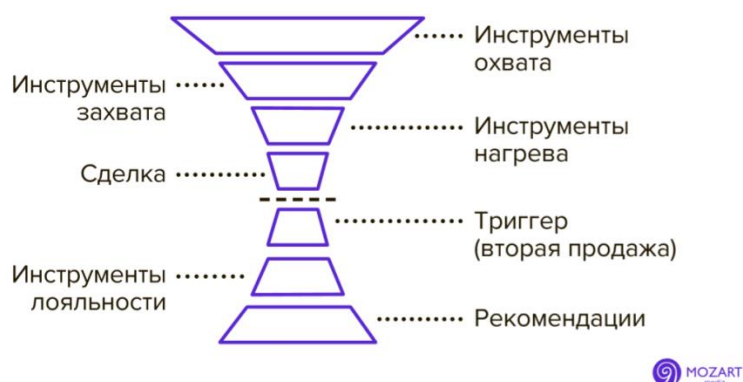 Инструменты
охвата
Инструменты
захвата
Инструменты
нагрева
Сделка
Триггер
(вторая продажа)
Инструменты
лояльности
Рекомендации
MOZART